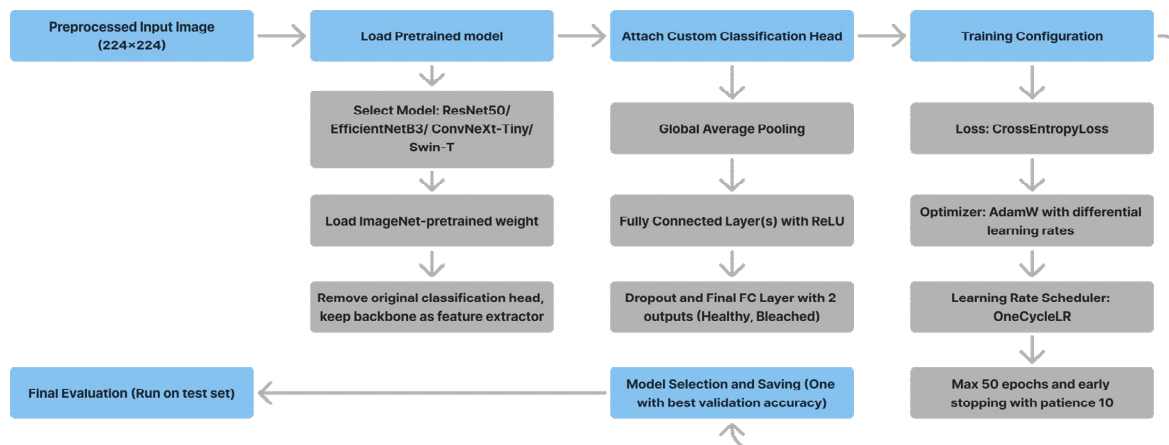 Preprocessed Input Image
(224×224)
Load Pretrained model
Attach Custom Classification Head
Training Configuration
Select Model: ResNet50/
EfficientNetB3/ ConvNeXt-Tiny/
Swin-T
Global Average Pooling
Loss: CrossEntropyLoss
Load ImageNet-pretrained weight
Fully Connected Layer(s) with ReLU
Optimizer: AdamW with differential
learning rates
Remove original classification head,
keep backbone as feature extractor
Dropout and Final FC Layer with 2
outputs (Healthy, Bleached)
Learning Rate Scheduler:
OneCycleLR
Final Evaluation (Run on test set)
Model Selection and Saving (One
with best validation accuracy)
Max 50 epochs and early
stopping with patience 10